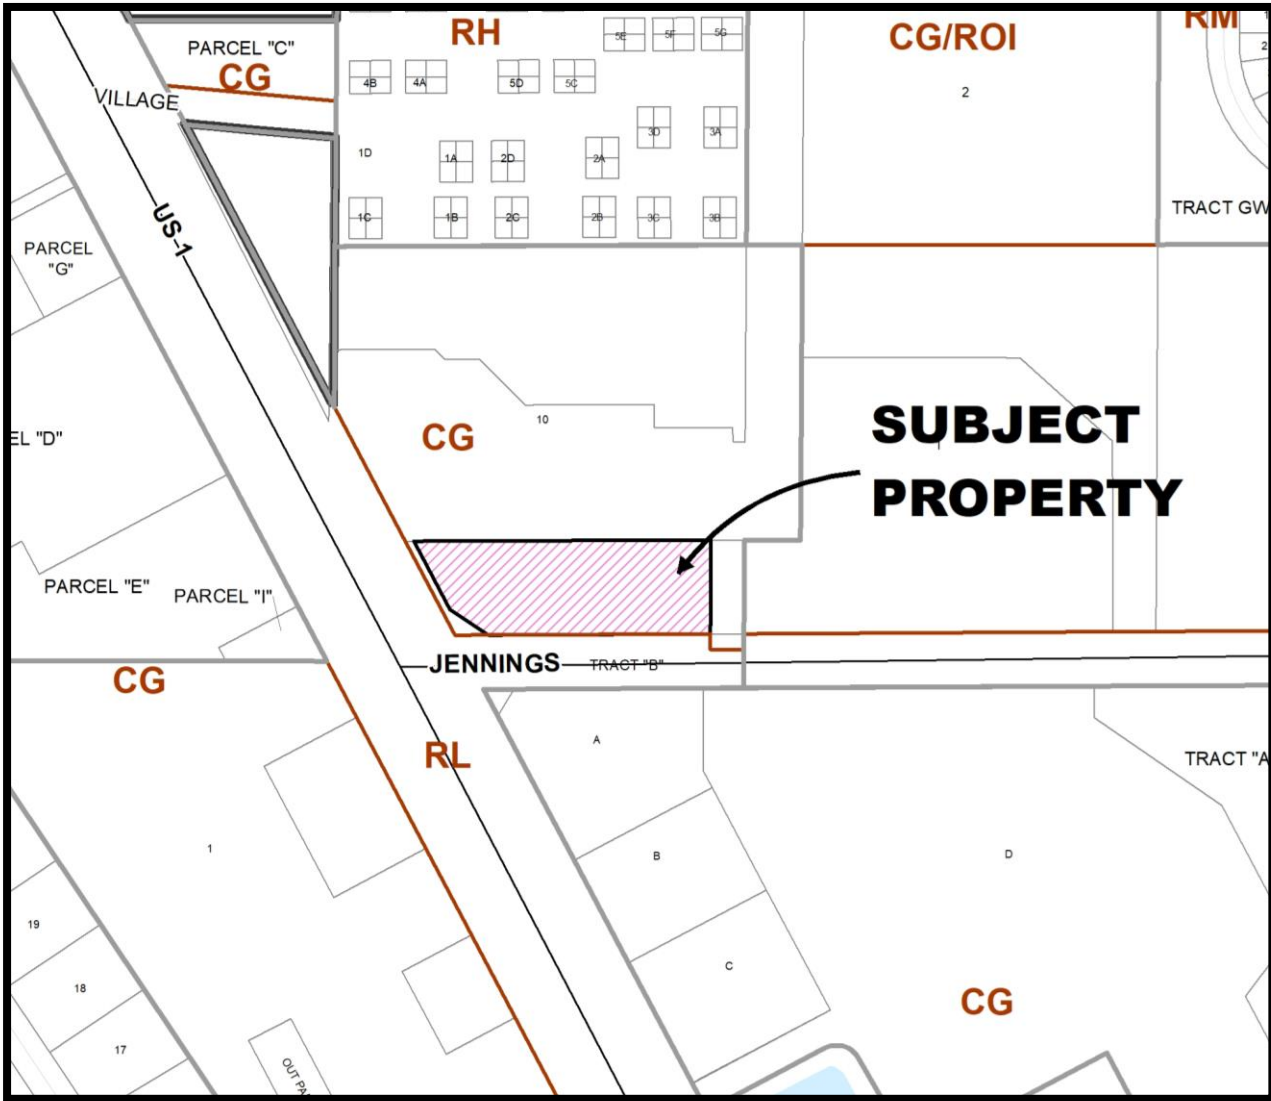 RH
CG/ROI
RM
5E
5F
5G
PARCEL "C"
CG
4B
4A
5D
5C
2
2
VILLAGE
3D
3A
1D
1A
2D
2A
TRACT GW
1C
1B
2C
2B
3C
3B
US-1
PARCEL
"G"
10
CG
SUBJECT
PROPERTY
EL "D"
PARCEL "E"
PARCEL "I"
JENNINGS
TRACT "B"
CG
RL
A
TRACT "A
1
B
D
19
C
18
CG
17
OUT PA